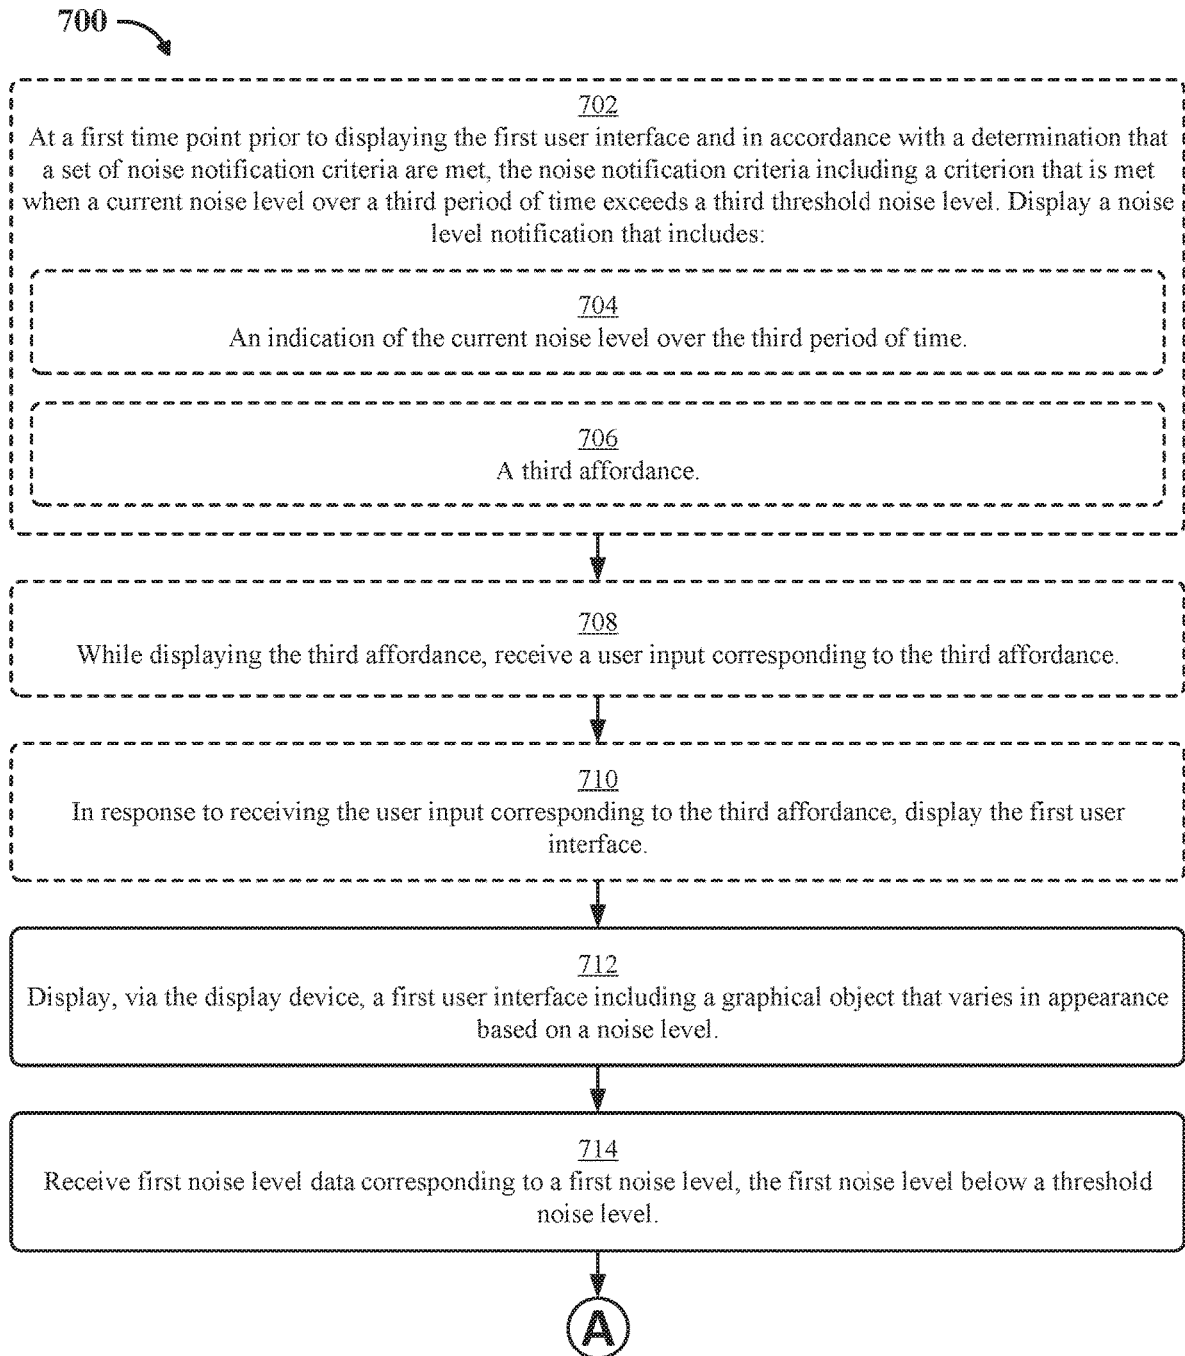 700
702
At a first time point prior to displaying the first user interface and in accordance with a determination that
a set of noise notification criteria are met, the noise notification criteria including a criterion that is met
when a current noise level over a third period of time exceeds a third threshold noise level. Display a noise
level notification that includes:
704
An indication of the current noise level over the third period of time.
706
A third affordance.
708
While displaying the third affordance, receive a user input corresponding to the third affordance.
710
In response to receiving the user input corresponding to the third affordance, display the first user
interface.
712
Display, via the display device, a first user interface including a graphical object that varies in appearance
based on a noise level.
714
Receive first noise level data corresponding to a first noise level, the first noise level below a threshold
noise level.
A